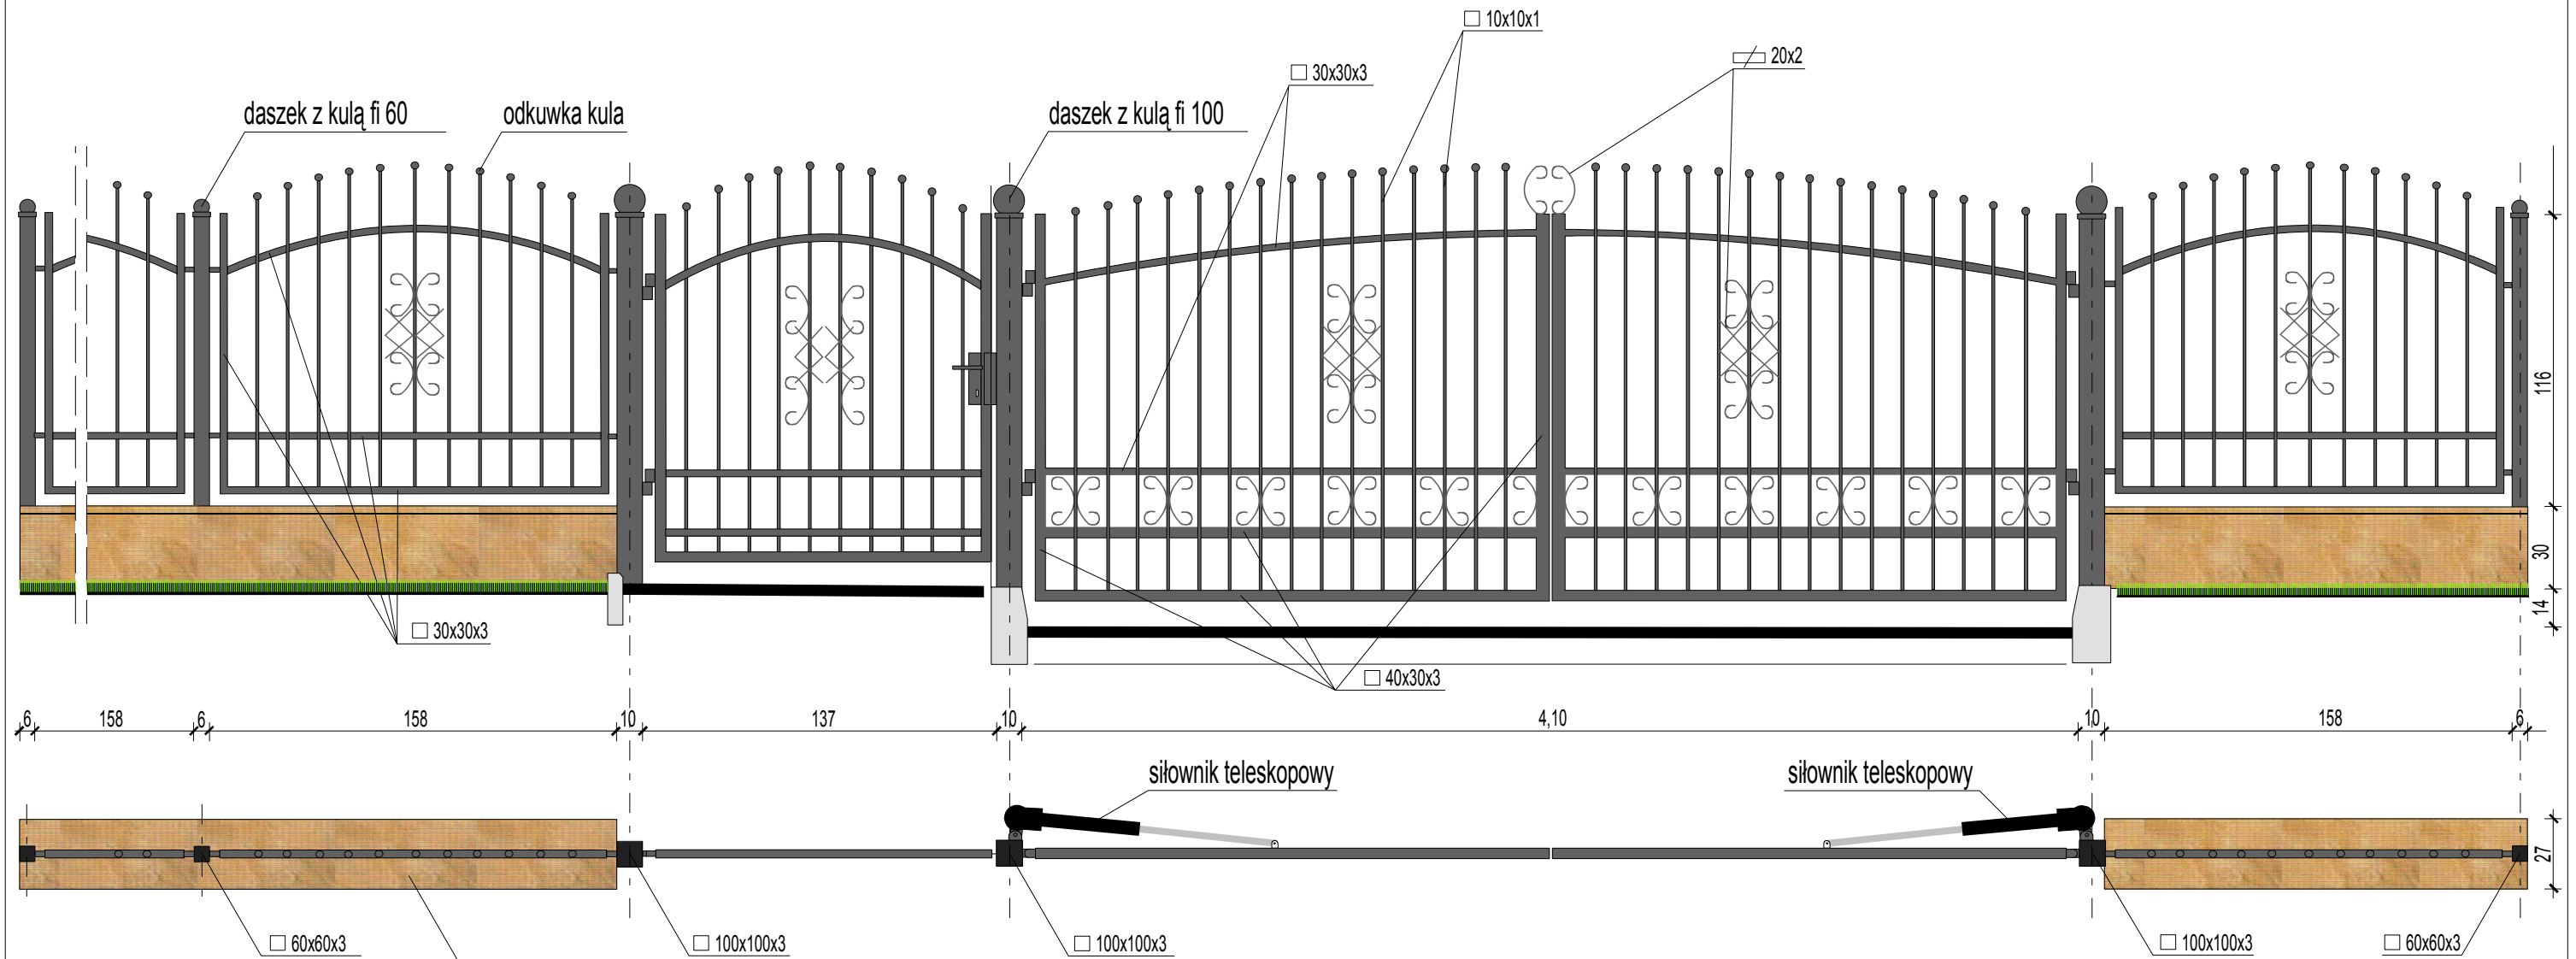 □ 10x10x1
20x2
□ 30x30x3
daszek z kulą fi 60
odkuwka kula
daszek z kulą fi 100
116
30
14
□ 30x30x3
□ 40x30x3
6 158 6 158 10 137 10 4,10 10 158 6
siłownik teleskopowy
siłownik teleskopowy
27
□ 60x60x3
□ 100x100x3
□ 100x100x3
□ 100x100x3
□ 60x60x3